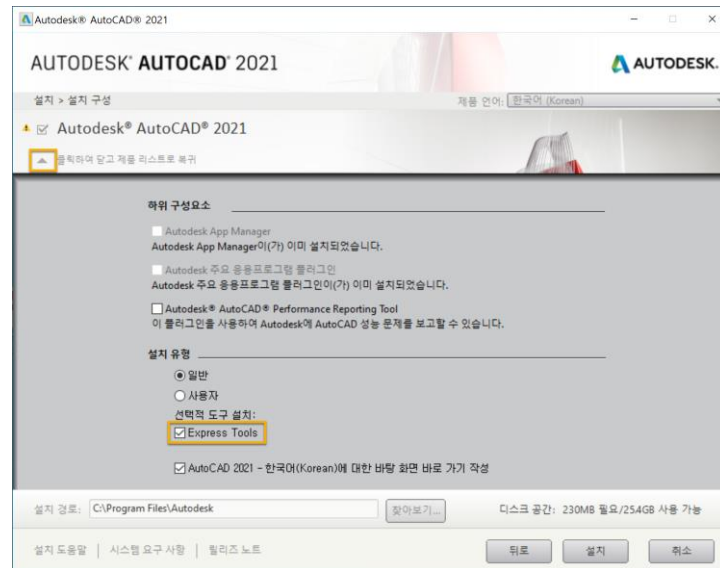 Autodesk® AutoCAD® 2021
AUTODESK® AUTOCAD® 2021
AUTODESK.
설치 > 설치 구성
제품 언어: 한국어 (Korean)
Autodesk® AutoCAD® 2021
클릭하여 닫고 제품 리스트로 복귀
하위 구성요소
Autodesk App Manager
Autodesk App Manager이(가) 이미 설치되었습니다.
Autodesk 주요 응용프로그램 플러그인
Autodesk 주요 응용프로그램 플러그인이(가) 이미 설치되었습니다.
Autodesk® AutoCAD® Performance Reporting Tool
이 플러그인을 사용하여 Autodesk에 AutoCAD 성능 문제를 보고할 수 있습니다.
설치 유형
일반
사용자
선택적 도구 설치:
Express Tools
AutoCAD 2021 - 한국어(Korean)에 대한 바탕 화면 바로 가기 작성
설치 경로: C:\Program Files\Autodesk 찾아보기... 디스크 공간: 230MB 필요/254GB 사용 가능
설치 도움말 | 시스템 요구 사항 | 릴리즈 노트
뒤로 설치 취소